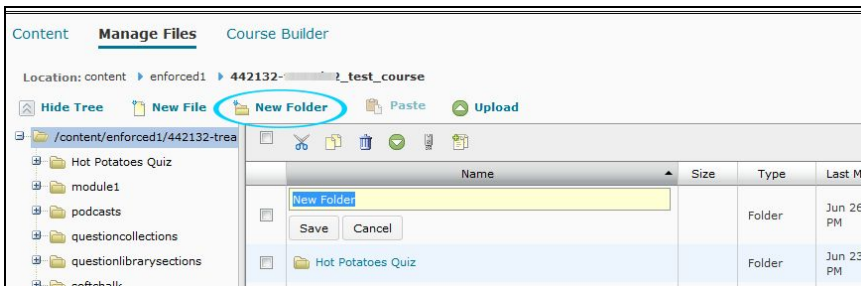 Content Manage Files Course Builder
Location: content enforced1 442132- 2_test_course
Hide Tree New File New Folder Paste Upload
/content/enforced1/442132-trea
Name Size Type Last M
Hot Potatoes Quiz
module1
New Folder
Folder Jun 26
PM
podcasts
Save Cancel
questioncollections
questionlibrarysections
Hot Potatoes Quiz Folder Jun 23
PM
softchalk